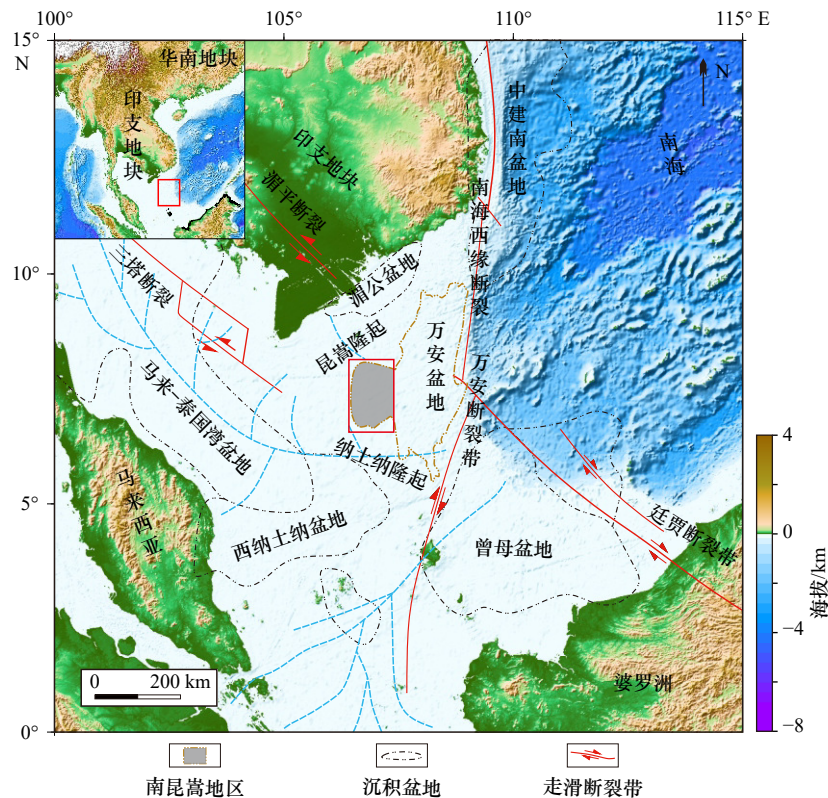 100°
105°
110°
115° E
15°
N
10°
5°
0°
华南地块
印支地块
N
中建南盆地
南海
印支地块
湄平断裂
南海西缘断裂
三塔断裂
湄公盆地
昆嵩隆起
万安盆地
万安断裂带
马来–泰国湾盆地
纳土纳隆起
马来西亚
西纳土纳盆地
曾母盆地
廷贾断裂带
婆罗洲
0 200 km
4
0
−4
−8
海拔/km
南昆嵩地区
沉积盆地
走滑断裂带